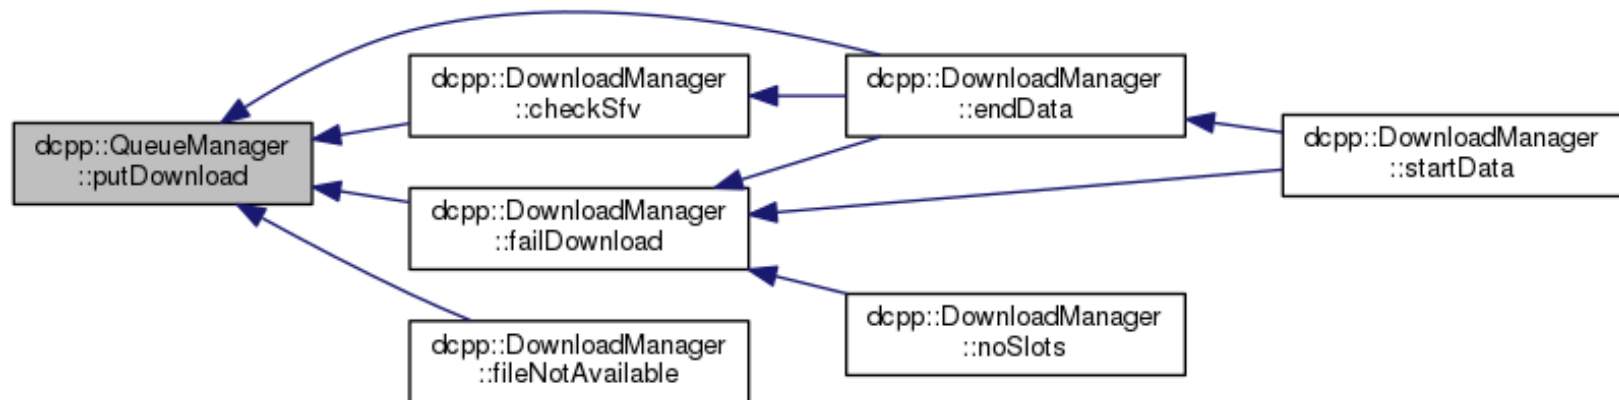 dcpp::QueueManager
::putDownload
dcpp::DownloadManager
::checkSfv
dcpp::DownloadManager
::failDownload
dcpp::DownloadManager
::fileNotAvailable
dcpp::DownloadManager
::endData
dcpp::DownloadManager
::noSlots
dcpp::DownloadManager
::startData